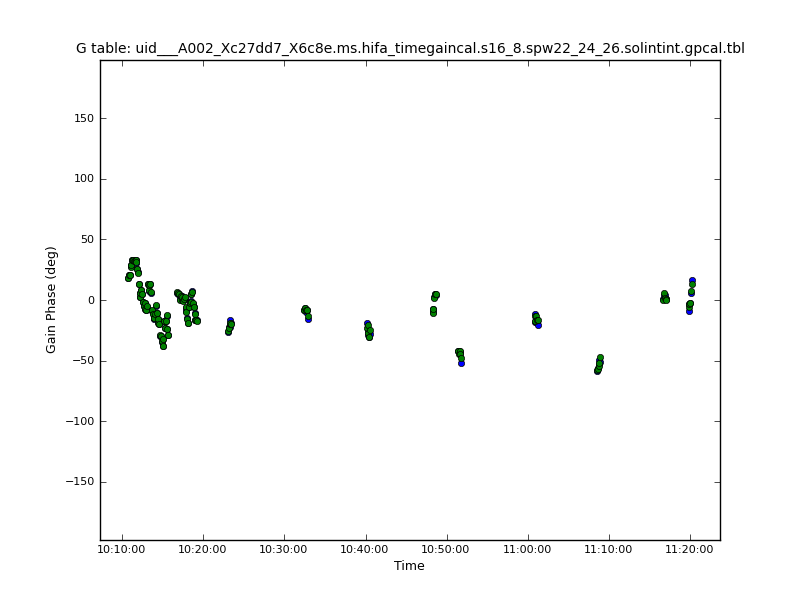 G table: uid___A002_Xc27dd7_X6c8e.ms.hifa_timegaincal.s16_8.spw22_24_26.solintint.gpcal.tbl
Gain Phase (deg)
150
100
50
0
−50
−100
−150
10:10:00 10:20:00 10:30:00 10:40:00 10:50:00 11:00:00 11:10:00 11:20:00
Time